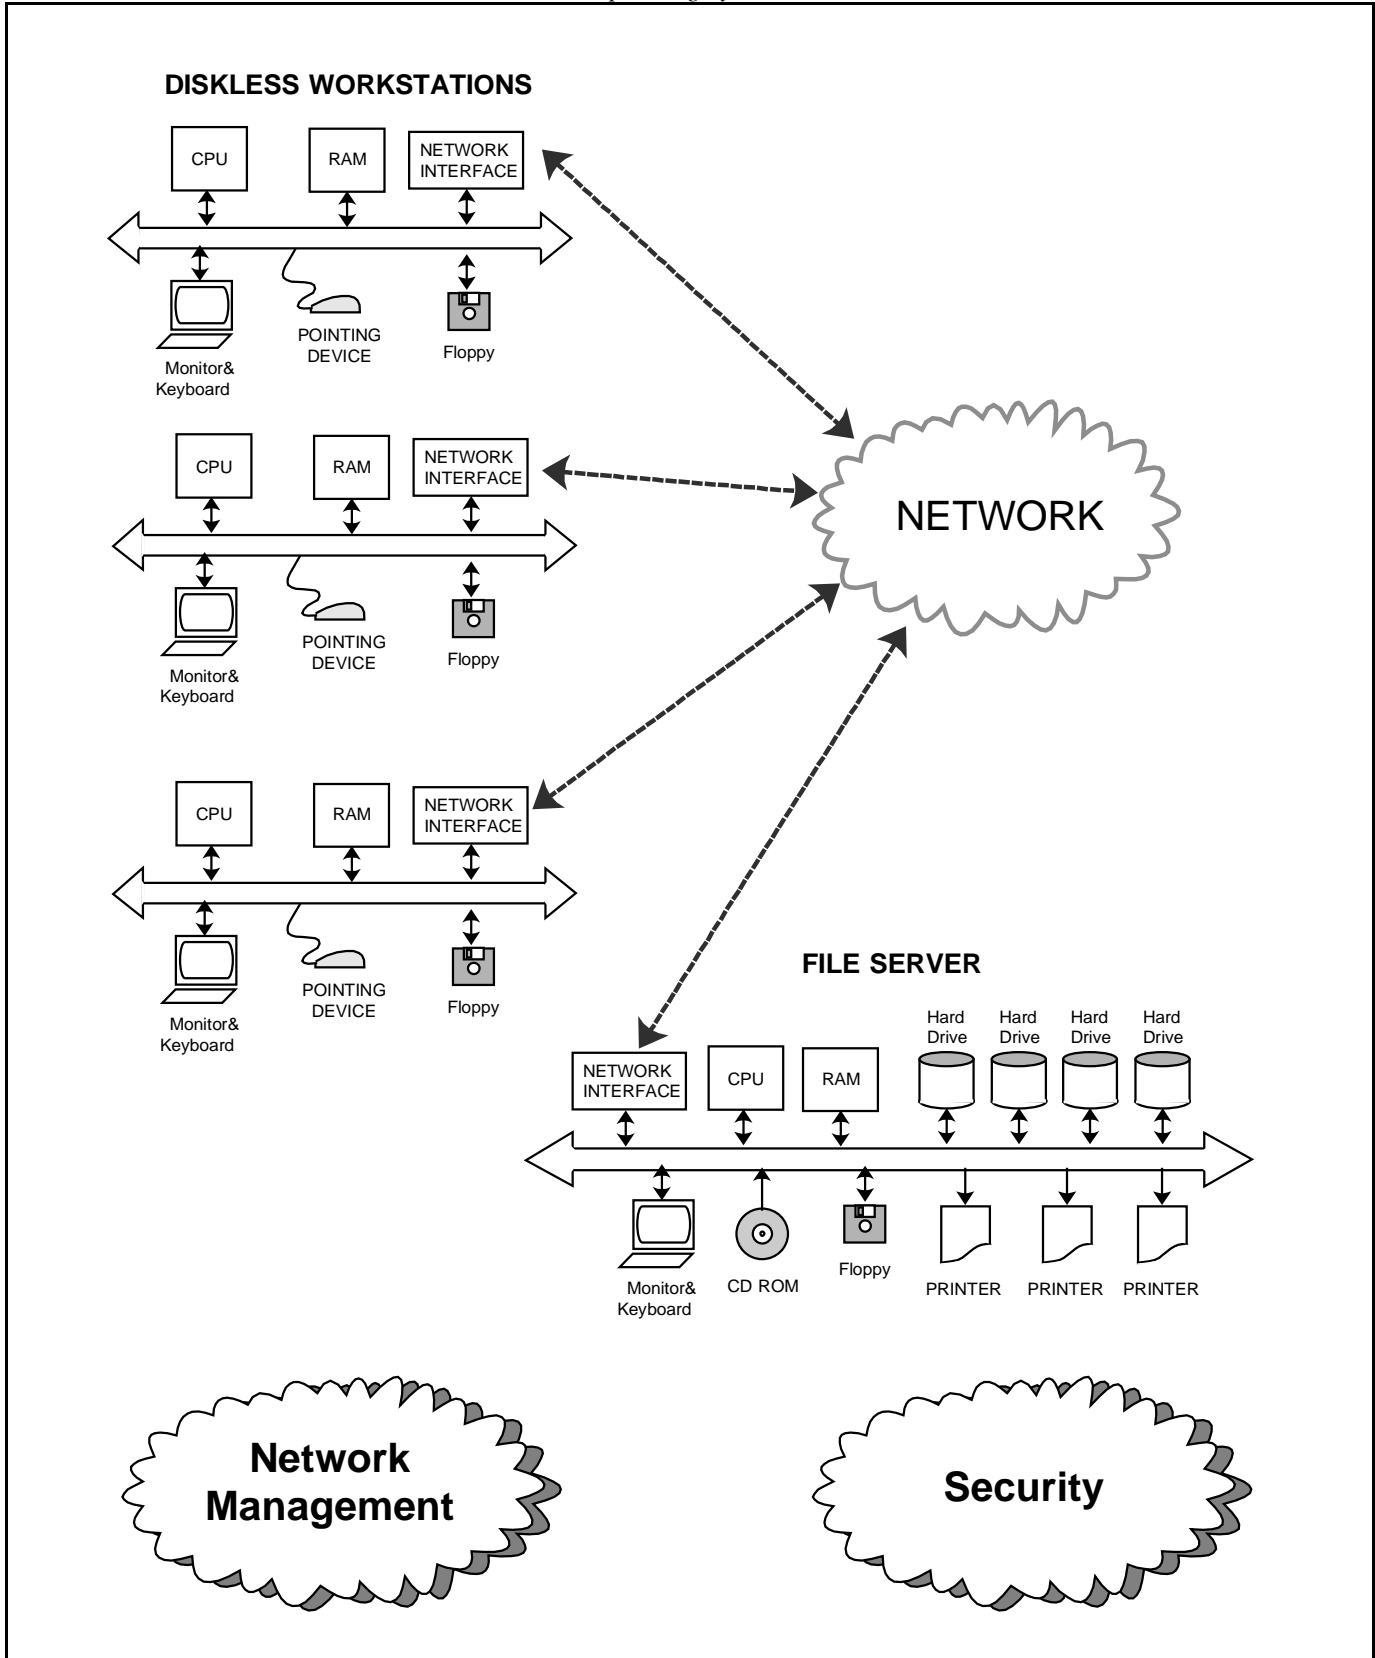 DISKLESS WORKSTATIONS
CPU
RAM
NETWORK
INTERFACE
Monitor&
Keyboard
POINTING
DEVICE
Floppy
CPU
RAM
NETWORK
INTERFACE
Monitor&
Keyboard
POINTING
DEVICE
Floppy
NETWORK
CPU
RAM
NETWORK
INTERFACE
Monitor&
Keyboard
POINTING
DEVICE
Floppy
FILE SERVER
NETWORK
INTERFACE
CPU
RAM
Hard
Drive
Hard
Drive
Hard
Drive
Hard
Drive
Monitor&
Keyboard
CD ROM
Floppy
PRINTER
PRINTER
PRINTER
Network
Management
Security